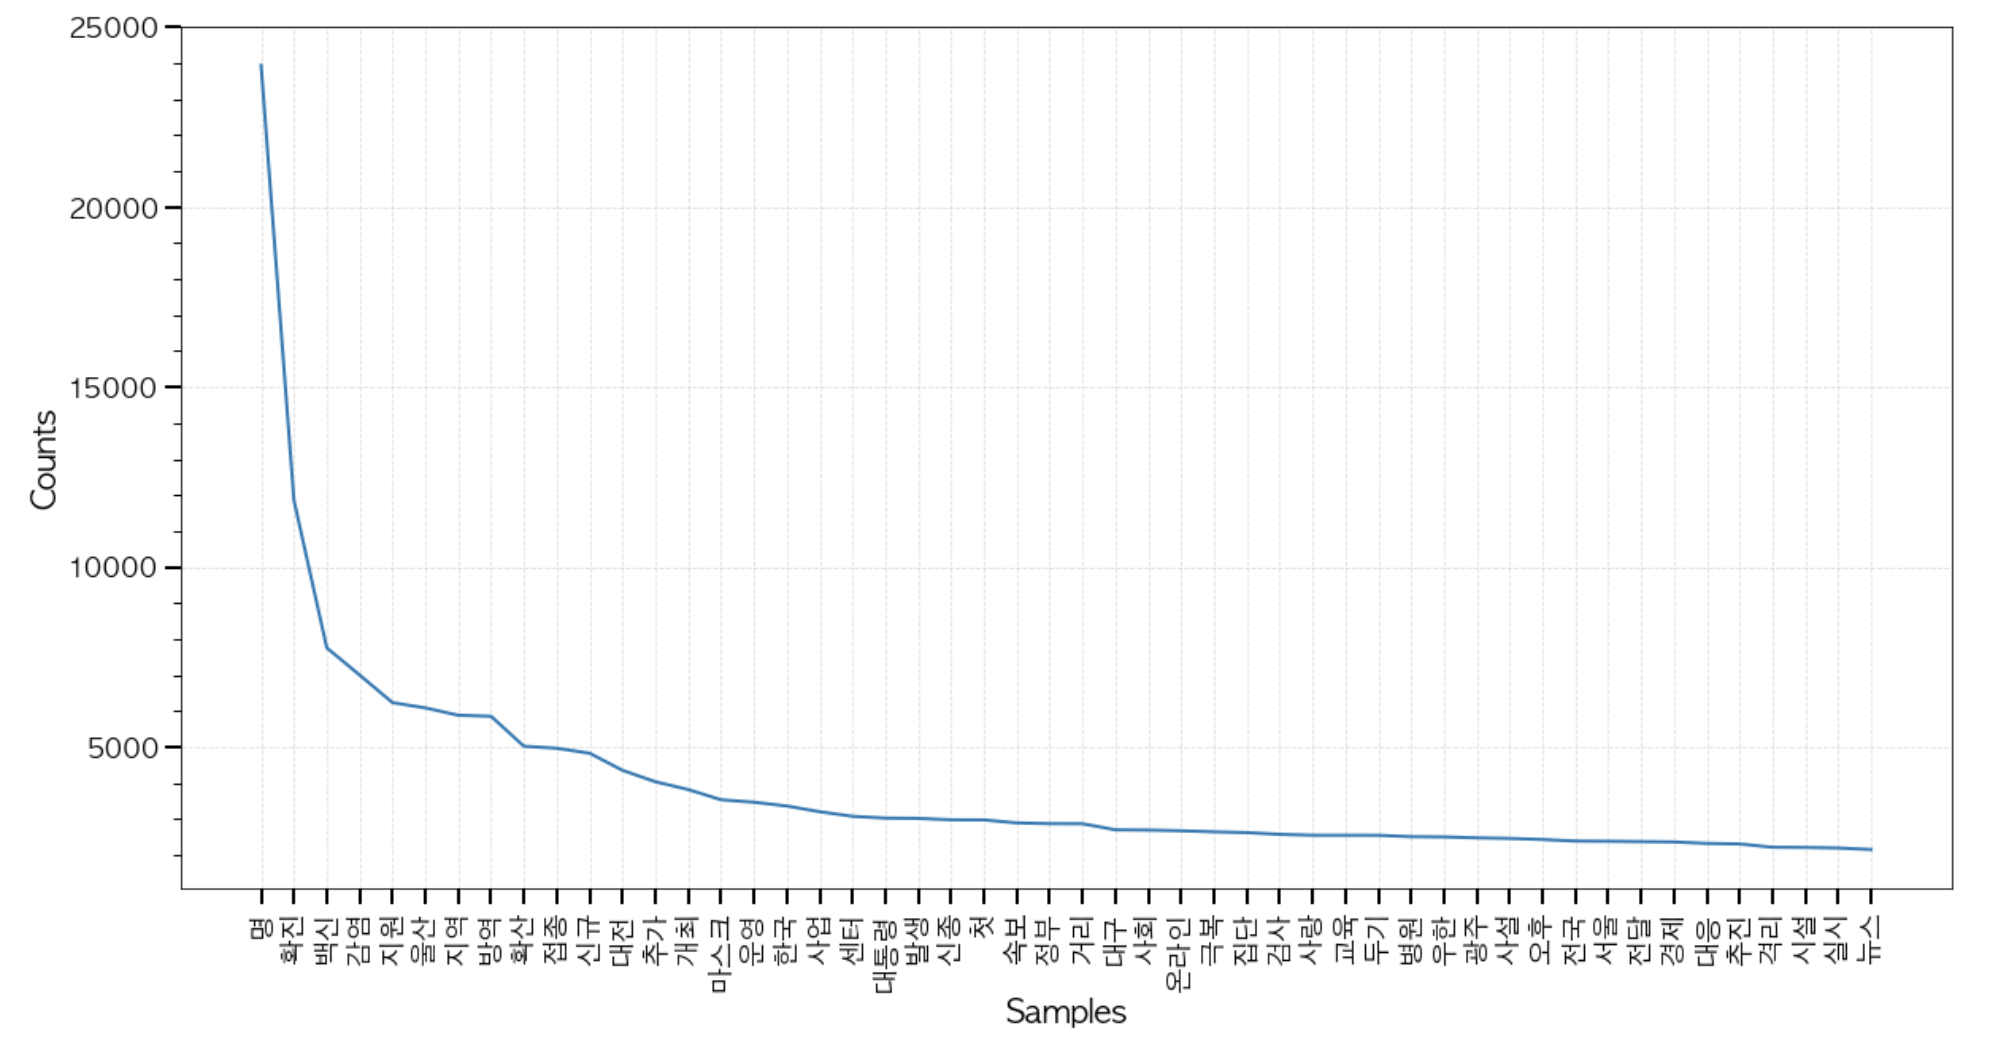 25000
20000
15000
10000
5000
Counts
명
확진
백신
감염
지원
울산
지역
방역
확산
접종
신규
대전
추가
개최
마스크
운영
한국
사업
센터
대통령
발생
신종
첫
속보
정부
거리
대구
사회
온라인
극복
집단
검사
사랑
교육
두기
병원
우한
광주
사설
오후
전국
서울
전달
경제
대응
추진
격리
시설
실시
뉴스
Samples